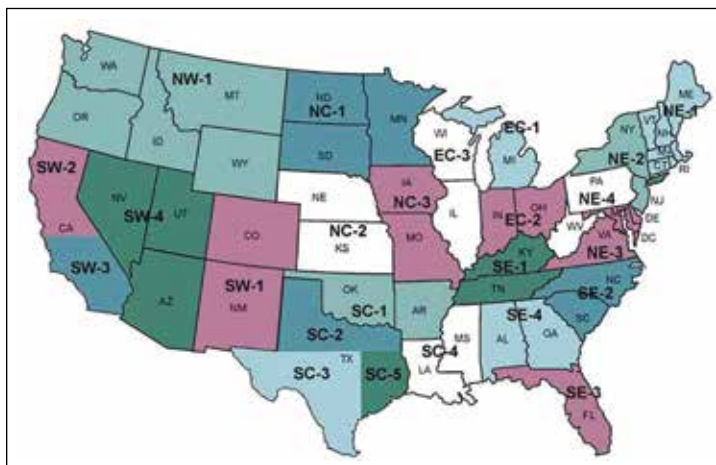 WA
NW-1
MT
ND
NC-1
MN
OR
ID
WY
SD
WI
EC-3
EC-1
MI
ME
NE-1
VT
NH
MA
CT
RI
NY
NE-2
PA
NE-4
NJ
SW-2
NV
SW-4
UT
CA
SW-3
AZ
CO
SW-1
NM
NE
NC-2
KS
IA
NC-3
MO
IL
IN
OH
EC-2
WV
VA
NE-3
MD
DE
DC
KY
SE-1
TN
NC
SE-2
SC
OK
SC-1
AR
SC-2
TX
SC-3
SC-5
MS
SC-4
LA
AL
SE-4
GA
SE-3
FL